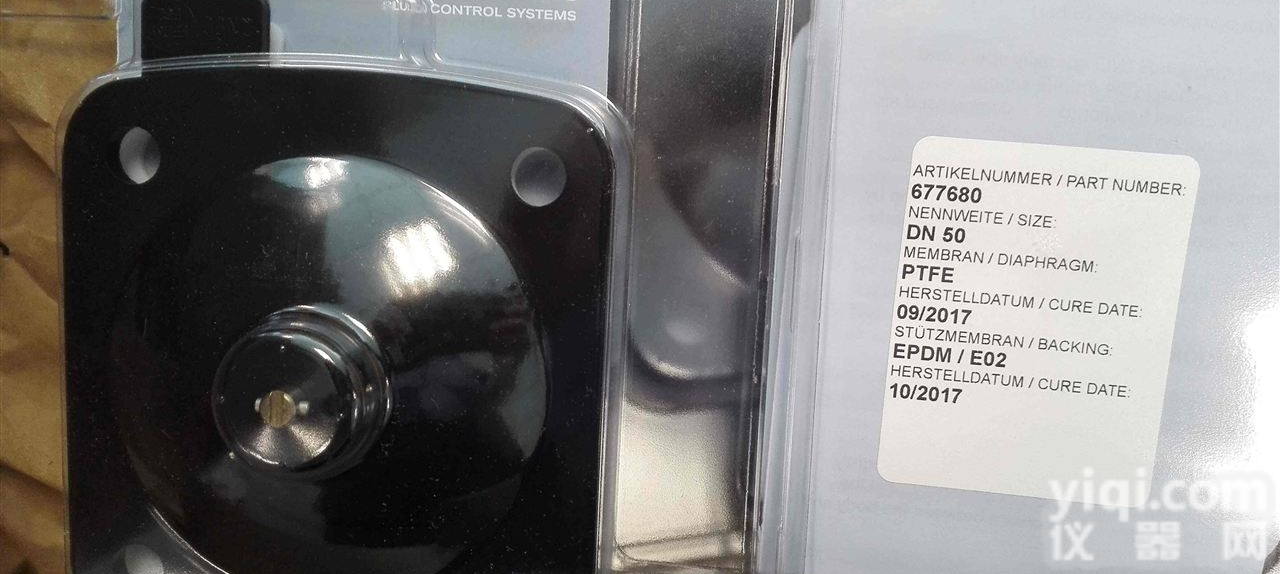 FLUID CONTROL SYSTEMS
ARTIKELNUMMER / PART NUMBER:
677680
NENNWEITE / SIZE:
DN 50
MEMBRAN / DIAPHRAGM:
PTFE
HERSTELLDATUM / CURE DATE:
09/2017
STÜTZMEMBRAN / BACKING:
EPDM / E02
HERSTELLDATUM / CURE DATE:
10/2017
yiqi.com
仪器网